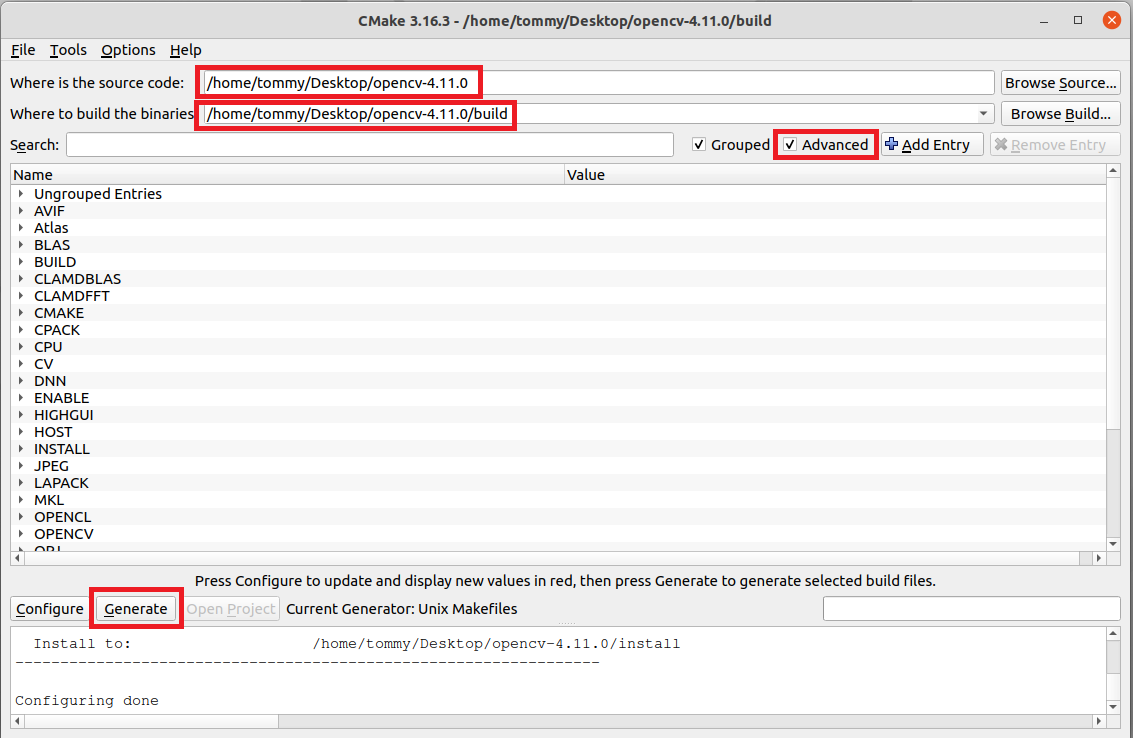 CMake 3.16.3 - /home/tommy/Desktop/opencv-4.11.0/build
File Tools Options Help
Where is the source code: /home/tommy/Desktop/opencv-4.11.0 Browse Source...
Where to build the binaries /home/tommy/Desktop/opencv-4.11.0/build Browse Build...
Search: Grouped Advanced Add Entry Remove Entry
Name Value
Ungrouped Entries
AVIF
Atlas
BLAS
BUILD
CLAMDBLAS
CLAMDFFT
CMAKE
CPACK
CPU
CV
DNN
ENABLE
HIGHGUI
HOST
INSTALL
JPEG
LAPACK
MKL
OPENCL
OPENCV
Press Configure to update and display new values in red, then press Generate to generate selected build files.
Configure Generate Open Project Current Generator: Unix Makefiles
Install to: /home/tommy/Desktop/opencv-4.11.0/install
-----------------------------------------------------------------
Configuring done